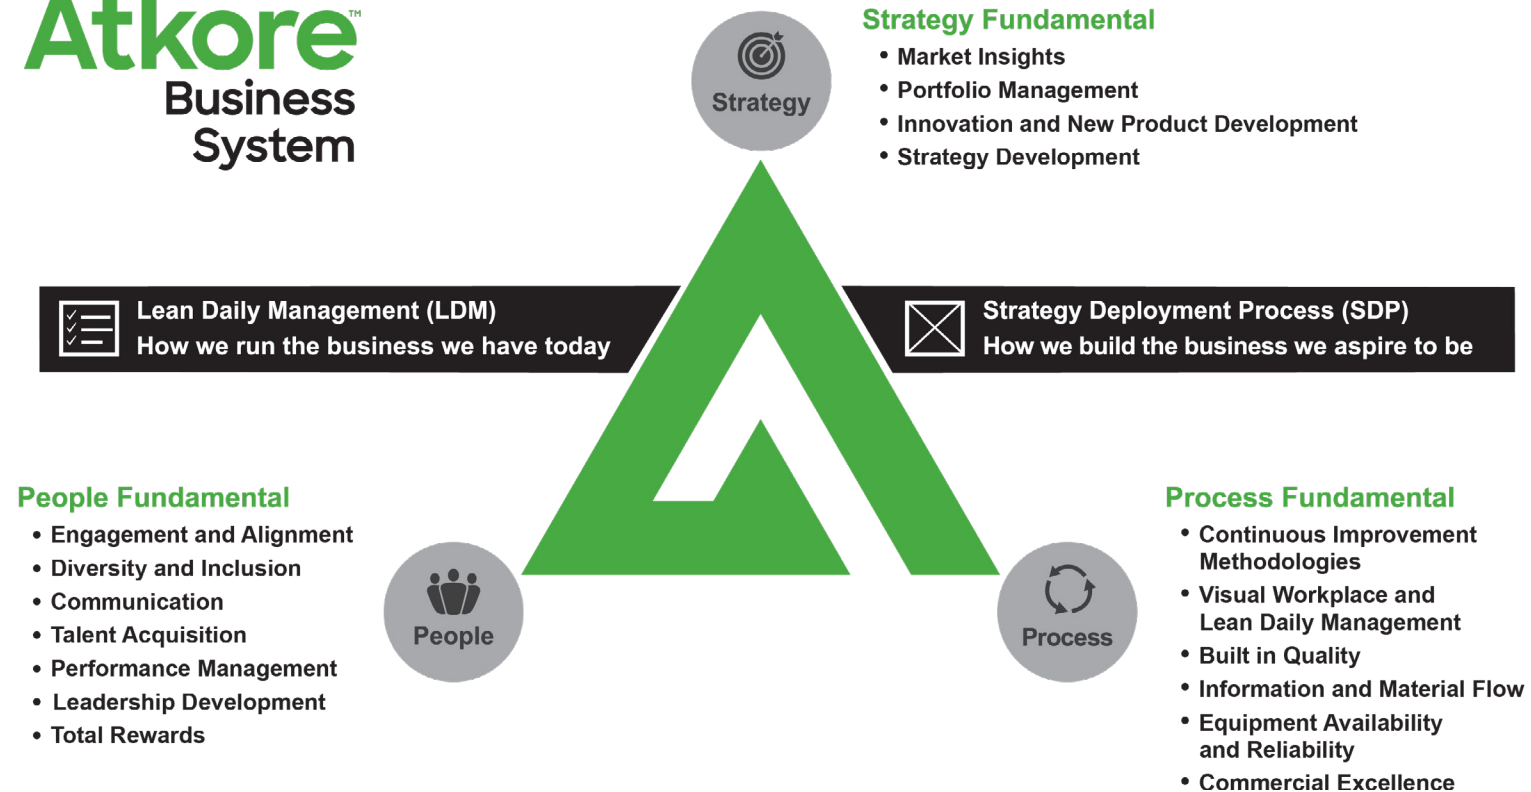 Atkore™
Business
System
Strategy
Strategy Fundamental
• Market Insights
• Portfolio Management
• Innovation and New Product Development
• Strategy Development
Lean Daily Management (LDM)
How we run the business we have today
Strategy Deployment Process (SDP)
How we build the business we aspire to be
People Fundamental
• Engagement and Alignment
• Diversity and Inclusion
• Communication
• Talent Acquisition
• Performance Management
• Leadership Development
• Total Rewards
People
Process
Process Fundamental
• Continuous Improvement
Methodologies
• Visual Workplace and
Lean Daily Management
• Built in Quality
• Information and Material Flow
• Equipment Availability
and Reliability
• Commercial Excellence